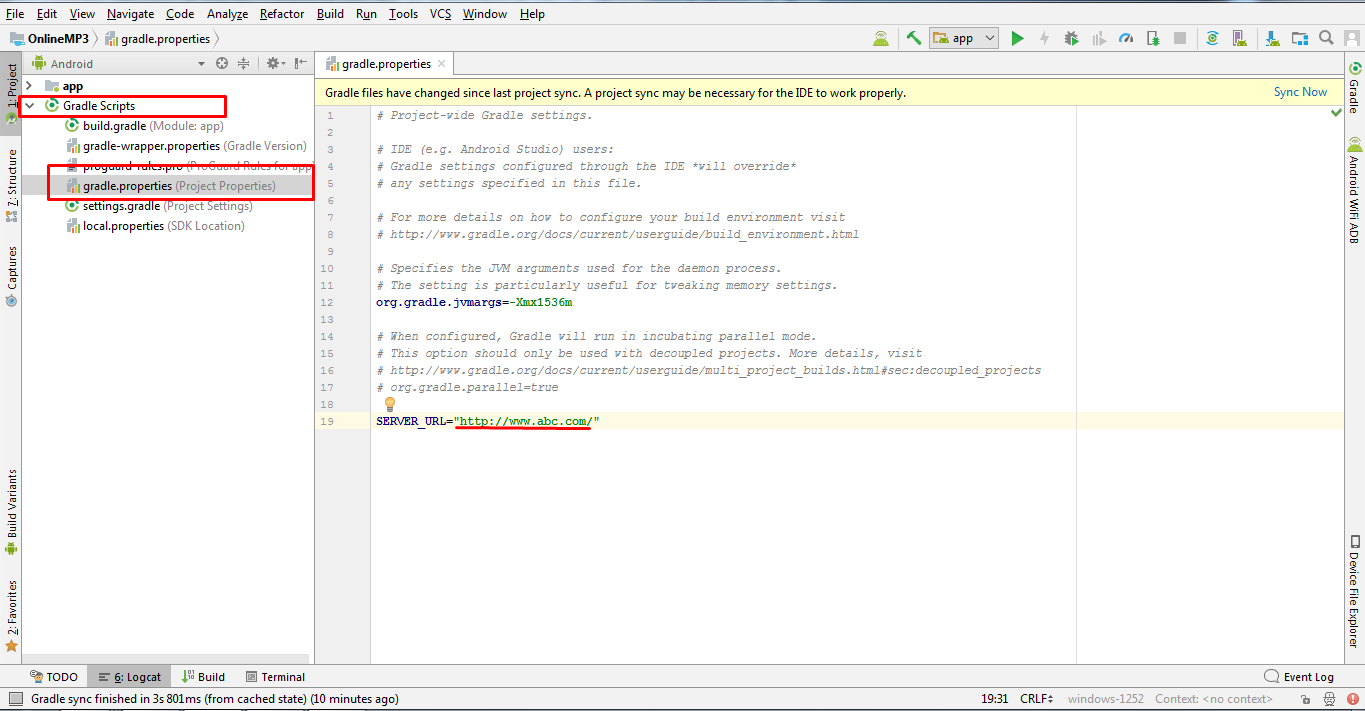 File Edit View Navigate Code Analyze Refactor Build Run Tools VCS Window Help
OnlineMP3 gradle.properties app
1: Project
Z: Structure
Captures
Build Variants
2: Favorites
Android
app
Gradle Scripts
build.gradle (Module: app)
gradle-wrapper.properties (Gradle Version)
proguard-rules.pro (ProGuard Rules for app)
gradle.properties (Project Properties)
settings.gradle (Project Settings)
local.properties (SDK Location)
gradle.properties
Gradle files have changed since last project sync. A project sync may be necessary for the IDE to work properly. Sync Now
1 # Project-wide Gradle settings.
2
3 # IDE (e.g. Android Studio) users:
4 # Gradle settings configured through the IDE *will override*
5 # any settings specified in this file.
6
7 # For more details on how to configure your build environment visit
8 # http://www.gradle.org/docs/current/userguide/build_environment.html
9
10 # Specifies the JVM arguments used for the daemon process.
11 # The setting is particularly useful for tweaking memory settings.
12 org.gradle.jvmargs=-Xmx1536m
13
14 # When configured, Gradle will run in incubating parallel mode.
15 # This option should only be used with decoupled projects. More details, visit
16 # http://www.gradle.org/docs/current/userguide/multi_project_builds.html#sec:decoupled_projects
17 # org.gradle.parallel=true
18
19 SERVER_URL="http://www.abc.com/"
Gradle
Android WiFi ADB
Device File Explorer
TODO 6: Logcat Build Terminal Event Log
Gradle sync finished in 3s 801ms (from cached state) (10 minutes ago) 19:31 CRLF windows-1252 Context: <no context>